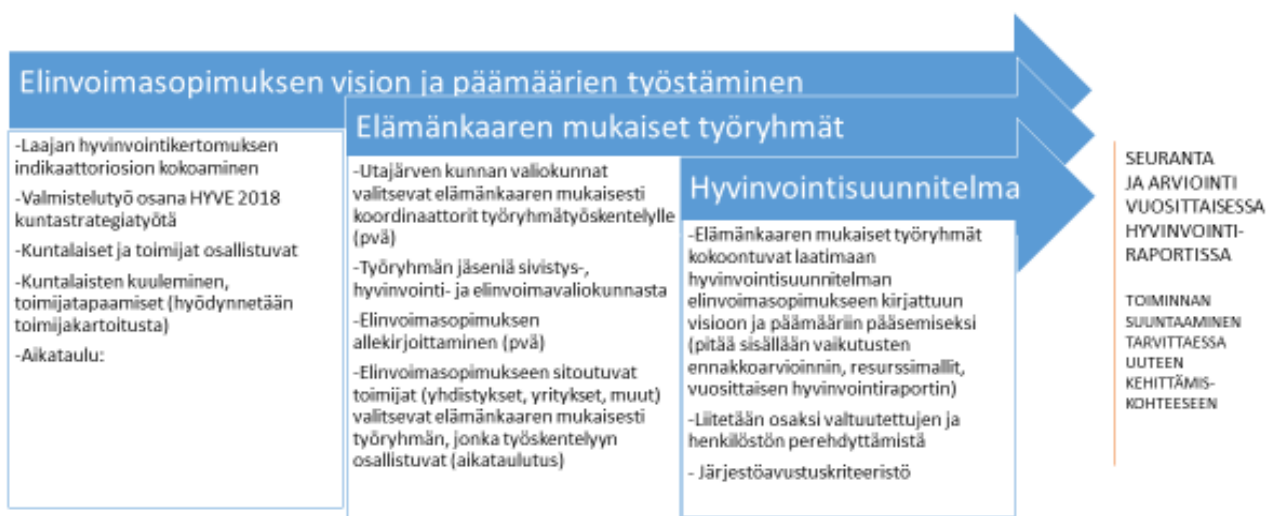 Elinvoimasopimuksen vision ja päämäärien työstäminen
-Laajan hyvinvointikertomuksen
indikaattoriosion kokoaminen
-Valmistelutyö osana HYVE 2018
kuntastrategiatyötä
-Kuntalaiset ja toimijat osallistuvat
-Kuntalaisten kuuleminen,
toimijatapaamiset (hyödynnetään
toimijakartoitusta)
-Aikataulu:
Elämänkaaren mukaiset työryhmät
-Utajärven kunnan valiokunnat
valitsevat elämänkaaren mukaisesti
koordinaattorit työryhmätyöskentelylle
(pvä)
-Työryhmän jäseniä sivistys-,
hyvinvointi- ja elinvoimavaliokunnasta
-Elinvoimasopimuksen
allekirjoittaminen (pvä)
-Elinvoimasopimukseen sitoutuvat
toimijat (yhdistykset, yritykset, muut)
valitsevat elämänkaaren mukaisesti
työryhmän, jonka työskentelyyn
osallistuvat (aikataulutus)
Hyvinvointisuunnitelma
-Elämänkaaren mukaiset työryhmät
kokoontuvat laatimaan
hyvinvointisuunnitelman
elinvoimasopimukseen kirjattuun
visioon ja päämääriin pääsemiseksi
(pitää sisällään vaikutusten
ennakkoarvioinnin, resurssimallit,
vuosittaisen hyvinvointiraportin)
-Liitetään osaksi valtuutettujen ja
henkilöstön perehdyttämistä
- Järjestöavustuskriteeristö
SEURANTA
JA ARVIOINTI
VUOSITTAISESSA
HYVINVOINTI-
RAPORTISSA
TOIMINNAN
SUUNTAAMINEN
TARVITTAESSA
UUTEEN
KEHITTÄMIS-
KOHTEESEEN